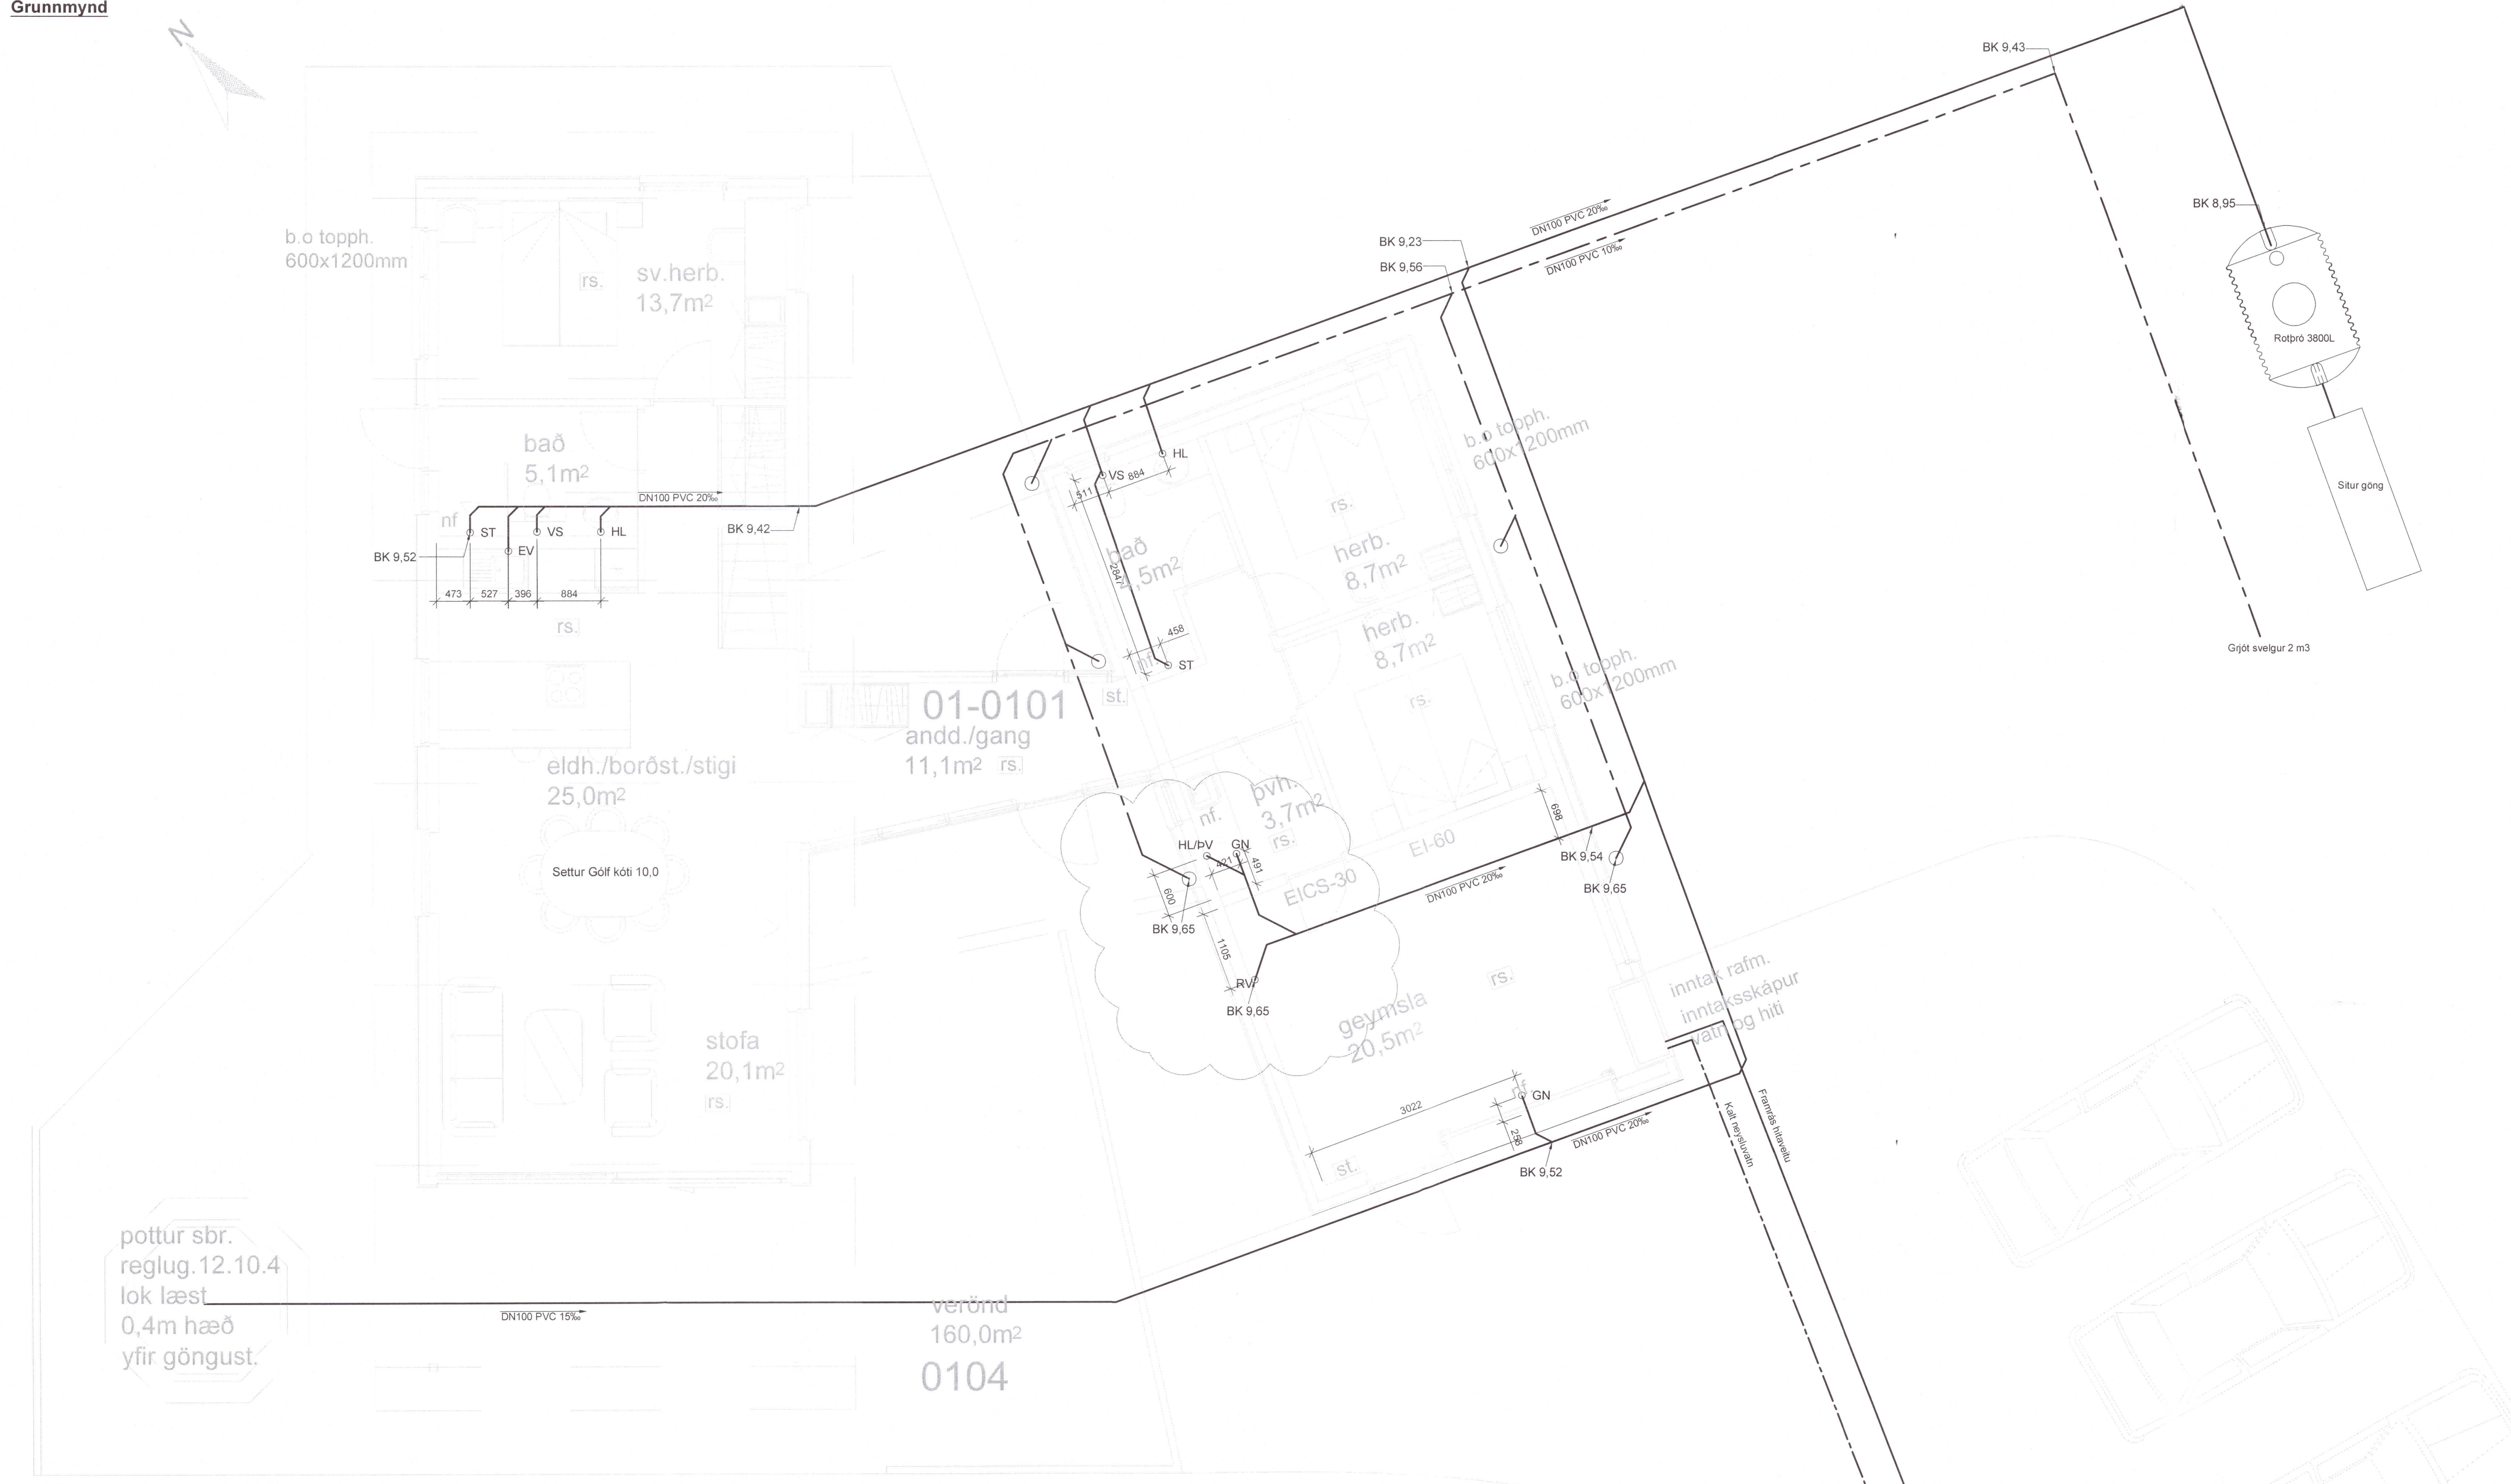 Grunnmynd
N
BK 9,43
BK 8,95
DN100 PVC 20‰
DN100 PVC 10‰
BK 9,23
BK 9,56
b.o topph.
600x1200mm
rs.
sv.herb.
13,7m2
Rotþró 3800L
bað
5,1m2
DN100 PVC 20‰
nf
ST
EV
VS
HL
BK 9,52
BK 9,42
473
527
396
884
rs.
HL
VS
884
511
2847
bað
4,5m2
458
nf.
ST
st.
rs.
herb.
8,7m2
herb.
8,7m2
rs.
b.o topph.
600x1200mm
b.o topph.
600x1200mm
Situr göng
Grjót svelgur 2 m3
01-0101
andd./gang
11,1m2
rs.
eldh./borðst./stigi
25,0m2
Settur Gólf kóti 10,0
þvh.
3,7m2
nf.
rs.
HL/ÞV
GN
421
491
600
BK 9,65
1105
RV
BK 9,65
EI-60
EICS-30
698
BK 9,54
BK 9,65
DN100 PVC 20‰
inntak rafm.
inntaksskápur
vatn og hiti
rs.
geymsla
20,5m2
stofa
20,1m2
rs.
3022
nf.
GN
258
st.
DN100 PVC 20‰
BK 9,52
Kalt neysluvatn
Framrás hitaveitu
pottur sbr.
reglug.12.10.4
lok læst
0,4m hæð
yfir göngust.
DN100 PVC 15‰
verönd
160,0m2
0104